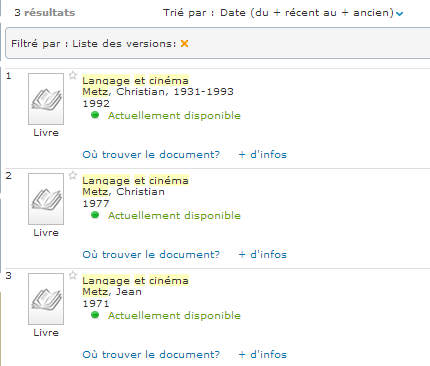 3 résultats
Trié par : Date (du + récent au + ancien)
Filtré par : Liste des versions:
1
Langage et cinéma
Metz, Christian, 1931-1993
1992
Actuellement disponible
Livre
Où trouver le document? + d'infos
2
Langage et cinéma
Metz, Christian
1977
Actuellement disponible
Livre
Où trouver le document? + d'infos
3
Langage et cinéma
Metz, Jean
1971
Actuellement disponible
Livre
Où trouver le document? + d'infos